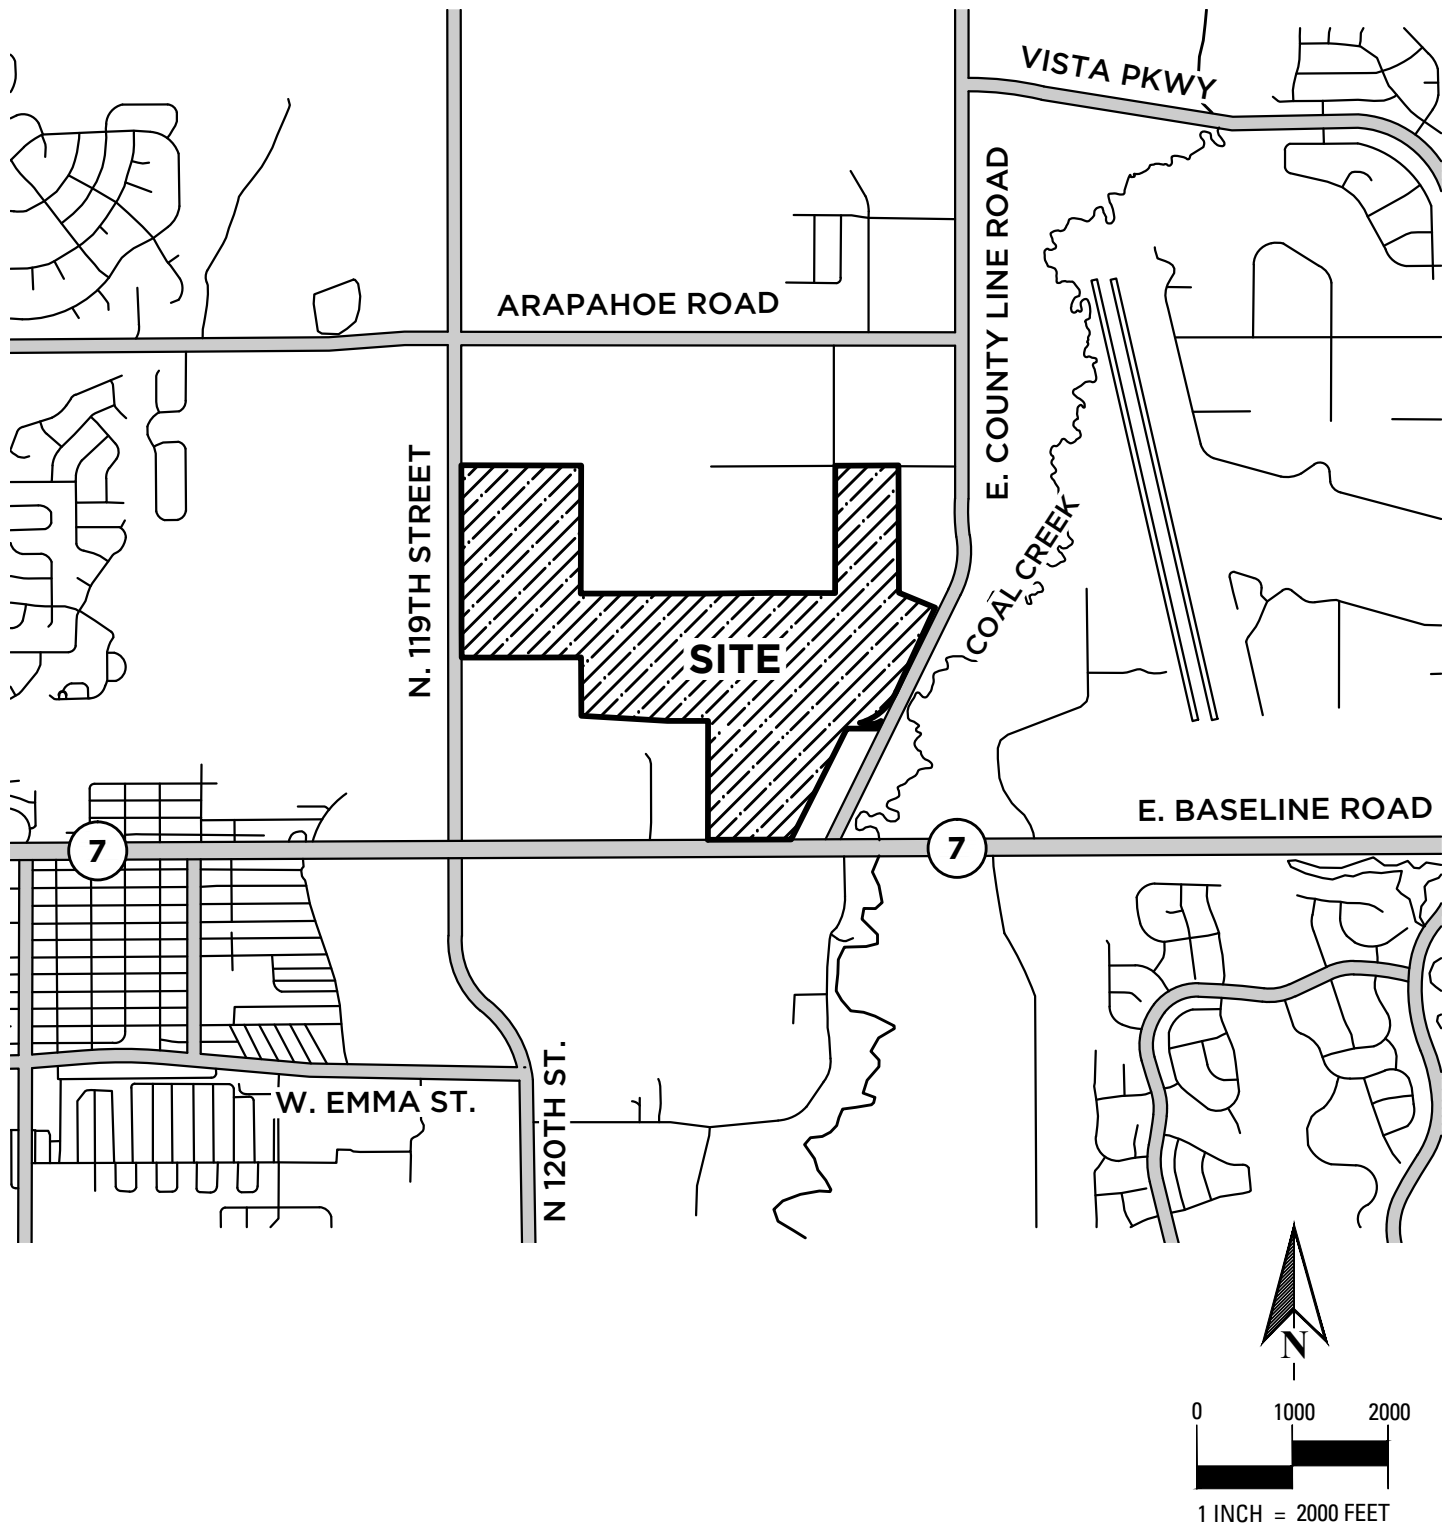 VISTA PKWY
E. COUNTY LINE ROAD
ARAPAHOE ROAD
N. 119TH STREET
COAL CREEK
SITE
E. BASELINE ROAD
7
7
W. EMMA ST.
N 120TH ST.
N
0 1000 2000
1 INCH = 2000 FEET